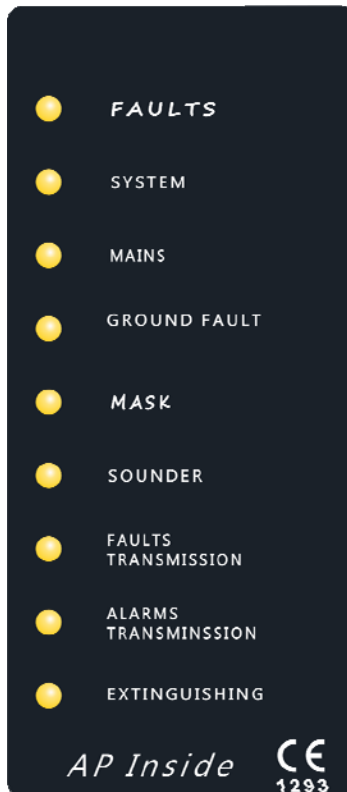 FAULTS
SYSTEM
MAINS
GROUND FAULT
MASK
SOUNDER
FAULTS
TRANSMISSION
ALARMS
TRANSMINSSION
EXTINGUISHING
AP Inside CE
1293